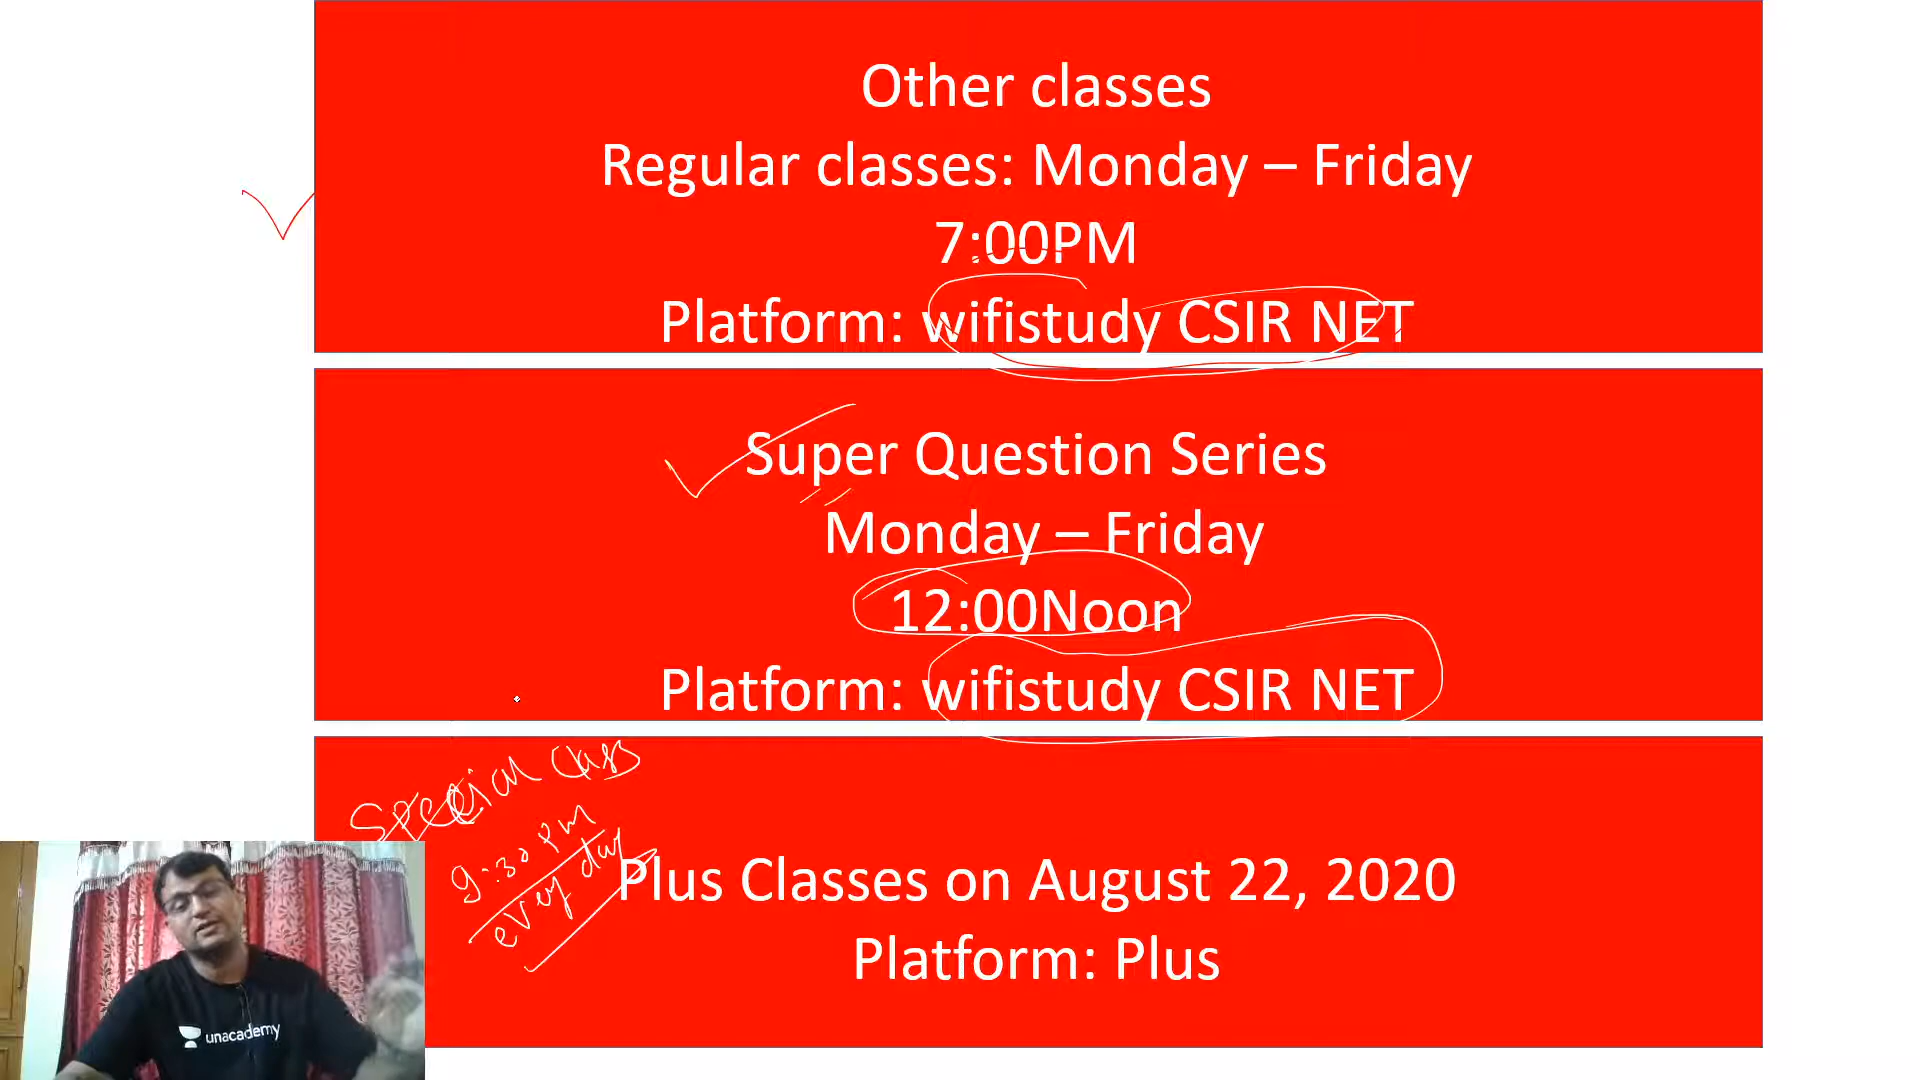 Other classes
Regular classes: Monday – Friday
7:00PM
Platform: wifistudy CSIR NET
Super Question Series
Monday – Friday
12:00Noon
Platform: wifistudy CSIR NET
Special Class
9:30 PM
every day
Plus Classes on August 22, 2020
Platform: Plus
unacademy